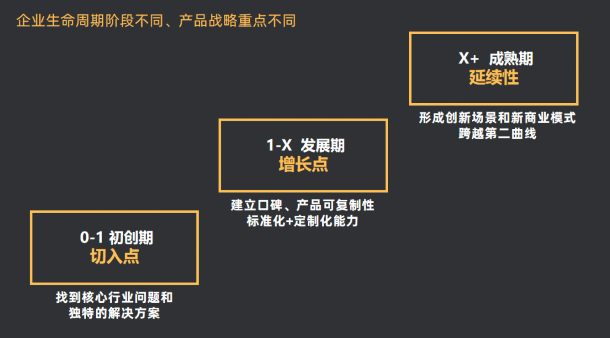 企业生命周期阶段不同、产品战略重点不同
X+ 成熟期
延续性
形成创新场景和新商业模式
跨越第二曲线
1-X 发展期
增长点
建立口碑、产品可复制性
标准化+定制化能力
0-1 初创期
切入点
找到核心行业问题和
独特的解决方案